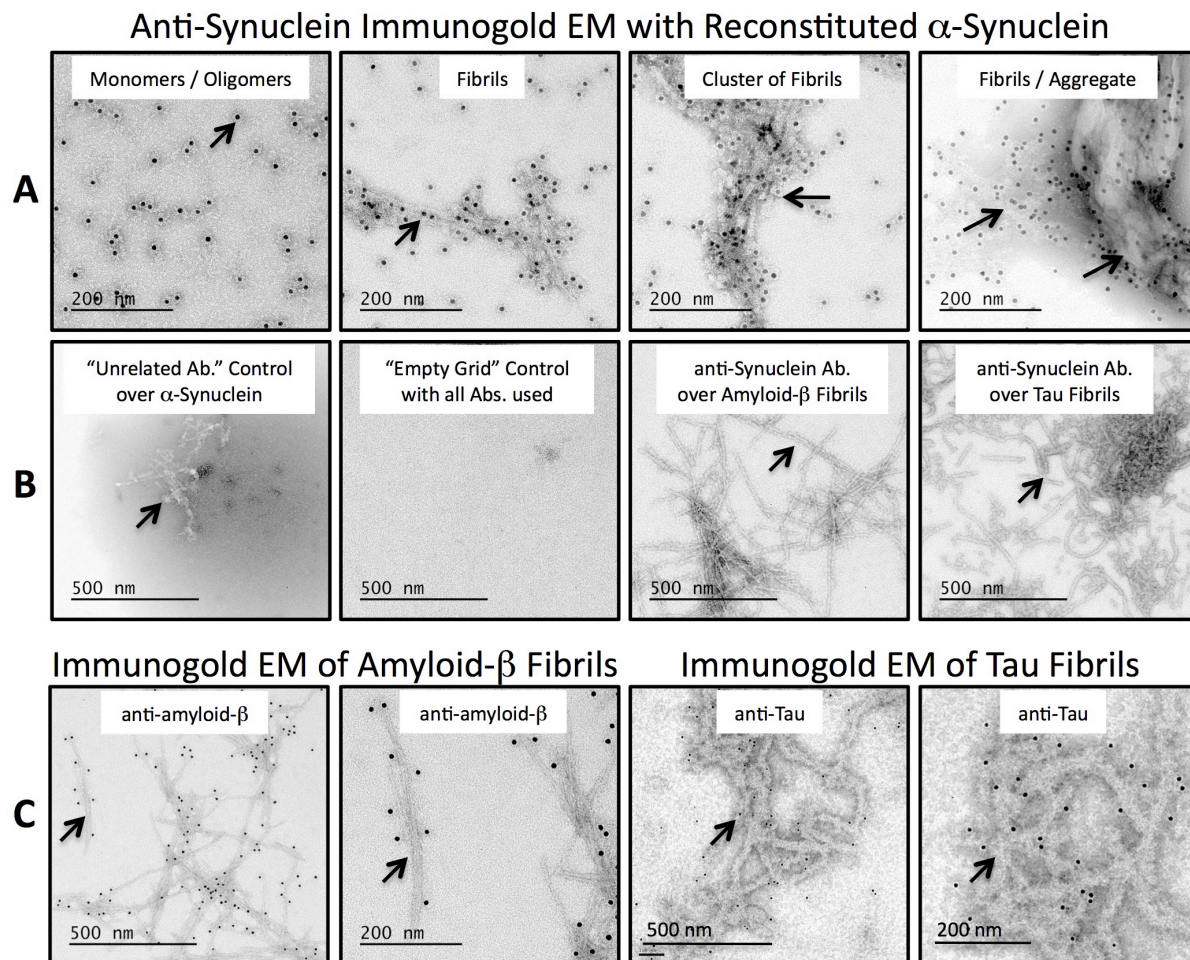 Anti-Synuclein Immunogold EM with Reconstituted α-Synuclein
A
Monomers / Oligomers
200 nm
Fibrils
200 nm
Cluster of Fibrils
200 nm
Fibrils / Aggregate
200 nm
B
“Unrelated Ab.” Control
over α-Synuclein
500 nm
“Empty Grid” Control
with all Abs. used
500 nm
anti-Synuclein Ab.
over Amyloid-β Fibrils
500 nm
anti-Synuclein Ab.
over Tau Fibrils
500 nm
Immunogold EM of Amyloid-β Fibrils
Immunogold EM of Tau Fibrils
C
anti-amyloid-β
500 nm
anti-amyloid-β
200 nm
anti-Tau
500 nm
anti-Tau
200 nm